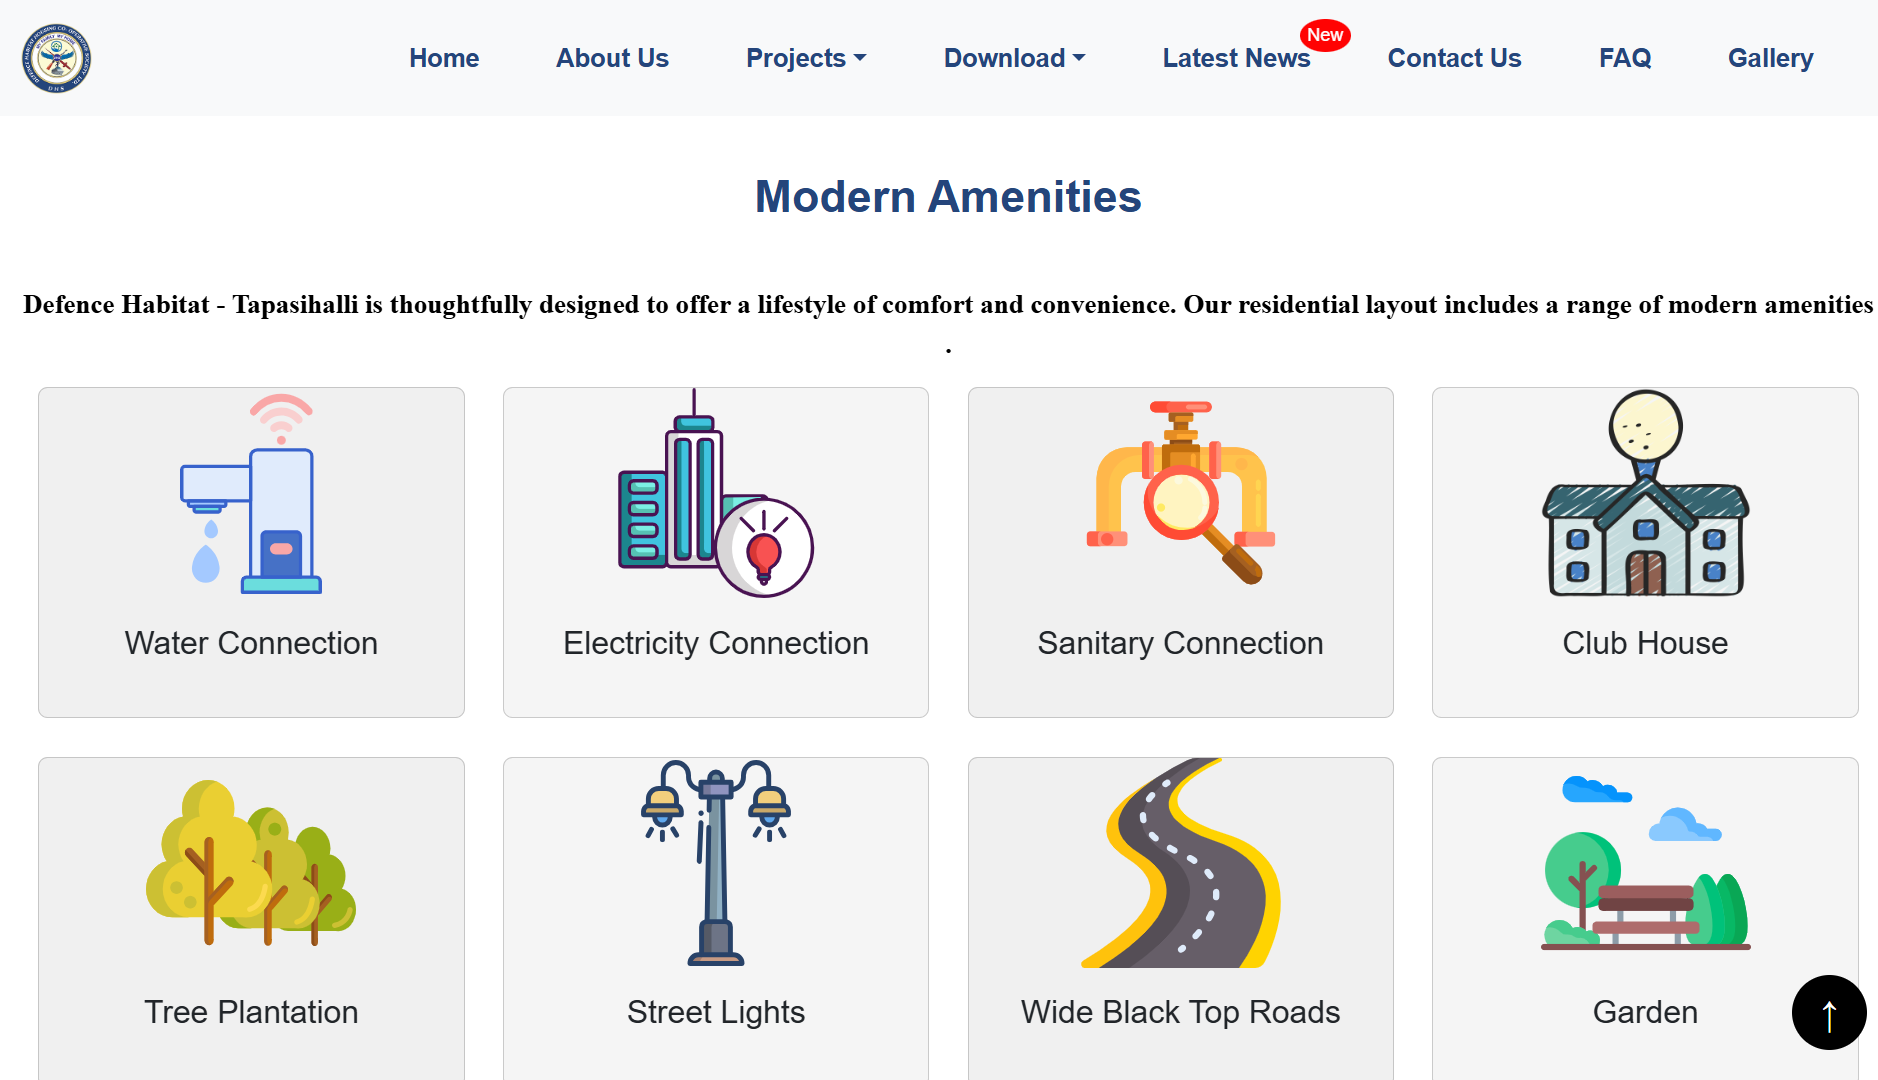 Home
About Us
Projects
Download
Latest News
New
Contact Us
FAQ
Gallery
Modern Amenities
Defence Habitat - Tapasihalli is thoughtfully designed to offer a lifestyle of comfort and convenience. Our residential layout includes a range of modern amenities
.
Water Connection
Electricity Connection
Sanitary Connection
Club House
Tree Plantation
Street Lights
Wide Black Top Roads
Garden
↑